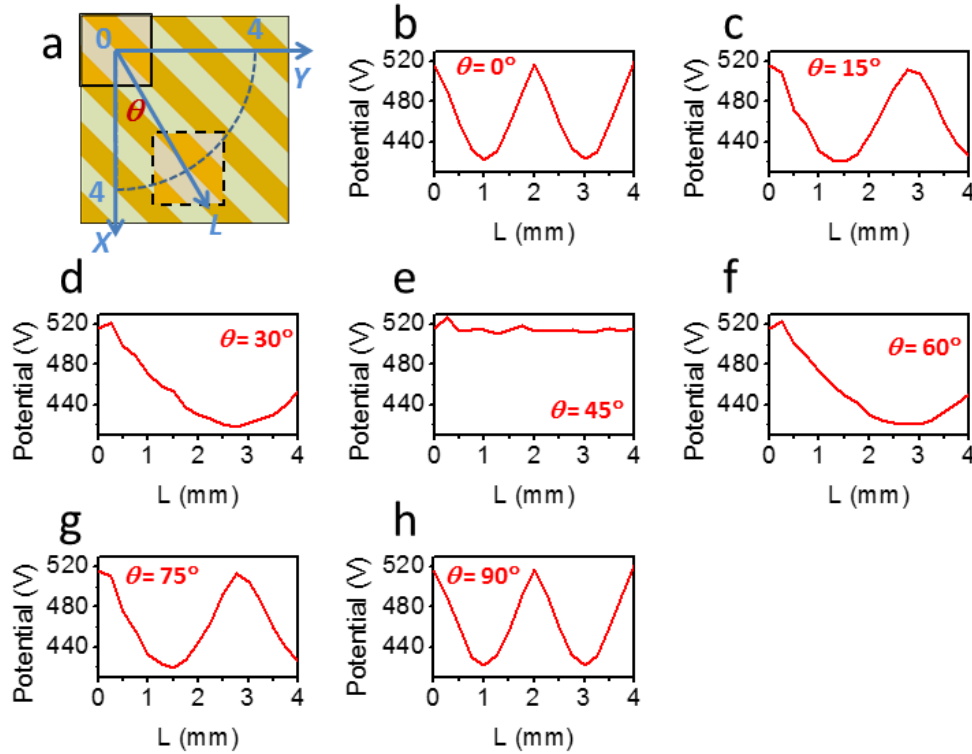 a
0
4
Y
θ
4
X
L
b
Potential (V)
520
480
440
θ = 0°
0 1 2 3 4
L (mm)
c
Potential (V)
520
480
440
θ = 15°
0 1 2 3 4
L (mm)
d
Potential (V)
520
480
440
θ = 30°
0 1 2 3 4
L (mm)
e
Potential (V)
520
480
440
θ = 45°
0 1 2 3 4
L (mm)
f
Potential (V)
520
480
440
θ = 60°
0 1 2 3 4
L (mm)
g
Potential (V)
520
480
440
θ = 75°
0 1 2 3 4
L (mm)
h
Potential (V)
520
480
440
θ = 90°
0 1 2 3 4
L (mm)